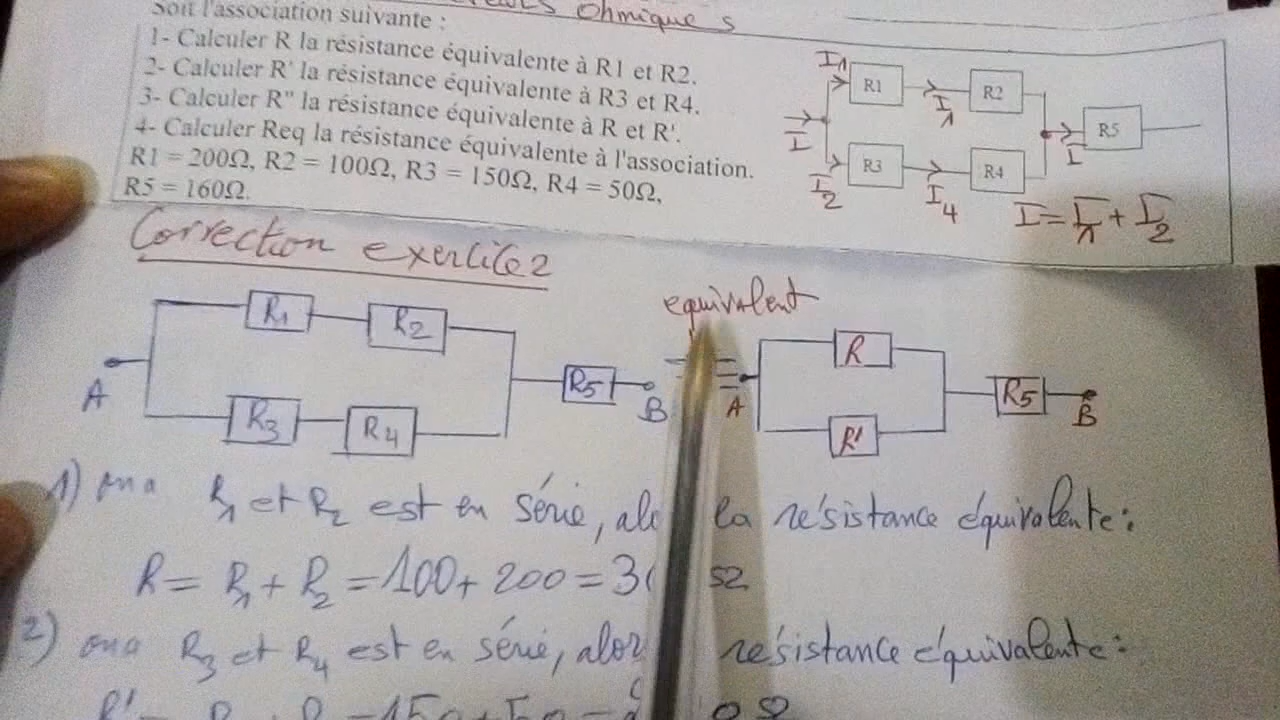 ohmiques
Soit l'association suivante :
1- Calculer R la résistance équivalente à R1 et R2.
2- Calculer R' la résistance équivalente à R3 et R4.
3- Calculer R" la résistance équivalente à R et R'.
4- Calculer Req la résistance équivalente à l'association.
R1 = 200Ω, R2 = 100Ω, R3 = 150Ω, R4 = 50Ω,
R5 = 160Ω.
I1 R1 I1 R2
I I R5
I2 R3 I4 R4
I = I1 + I2
Correction exercice 2
equivalent
R1 R2
A R5 B
R3 R4
R
A R5 B
R'
1) on a R1 et R2 est en série, la résistance équivalente :
R = R1 + R2 = 100 + 200 = Ω
2) on a R3 et R4 est en série, résistance équivalente :
R' = 150 + 50 = Ω